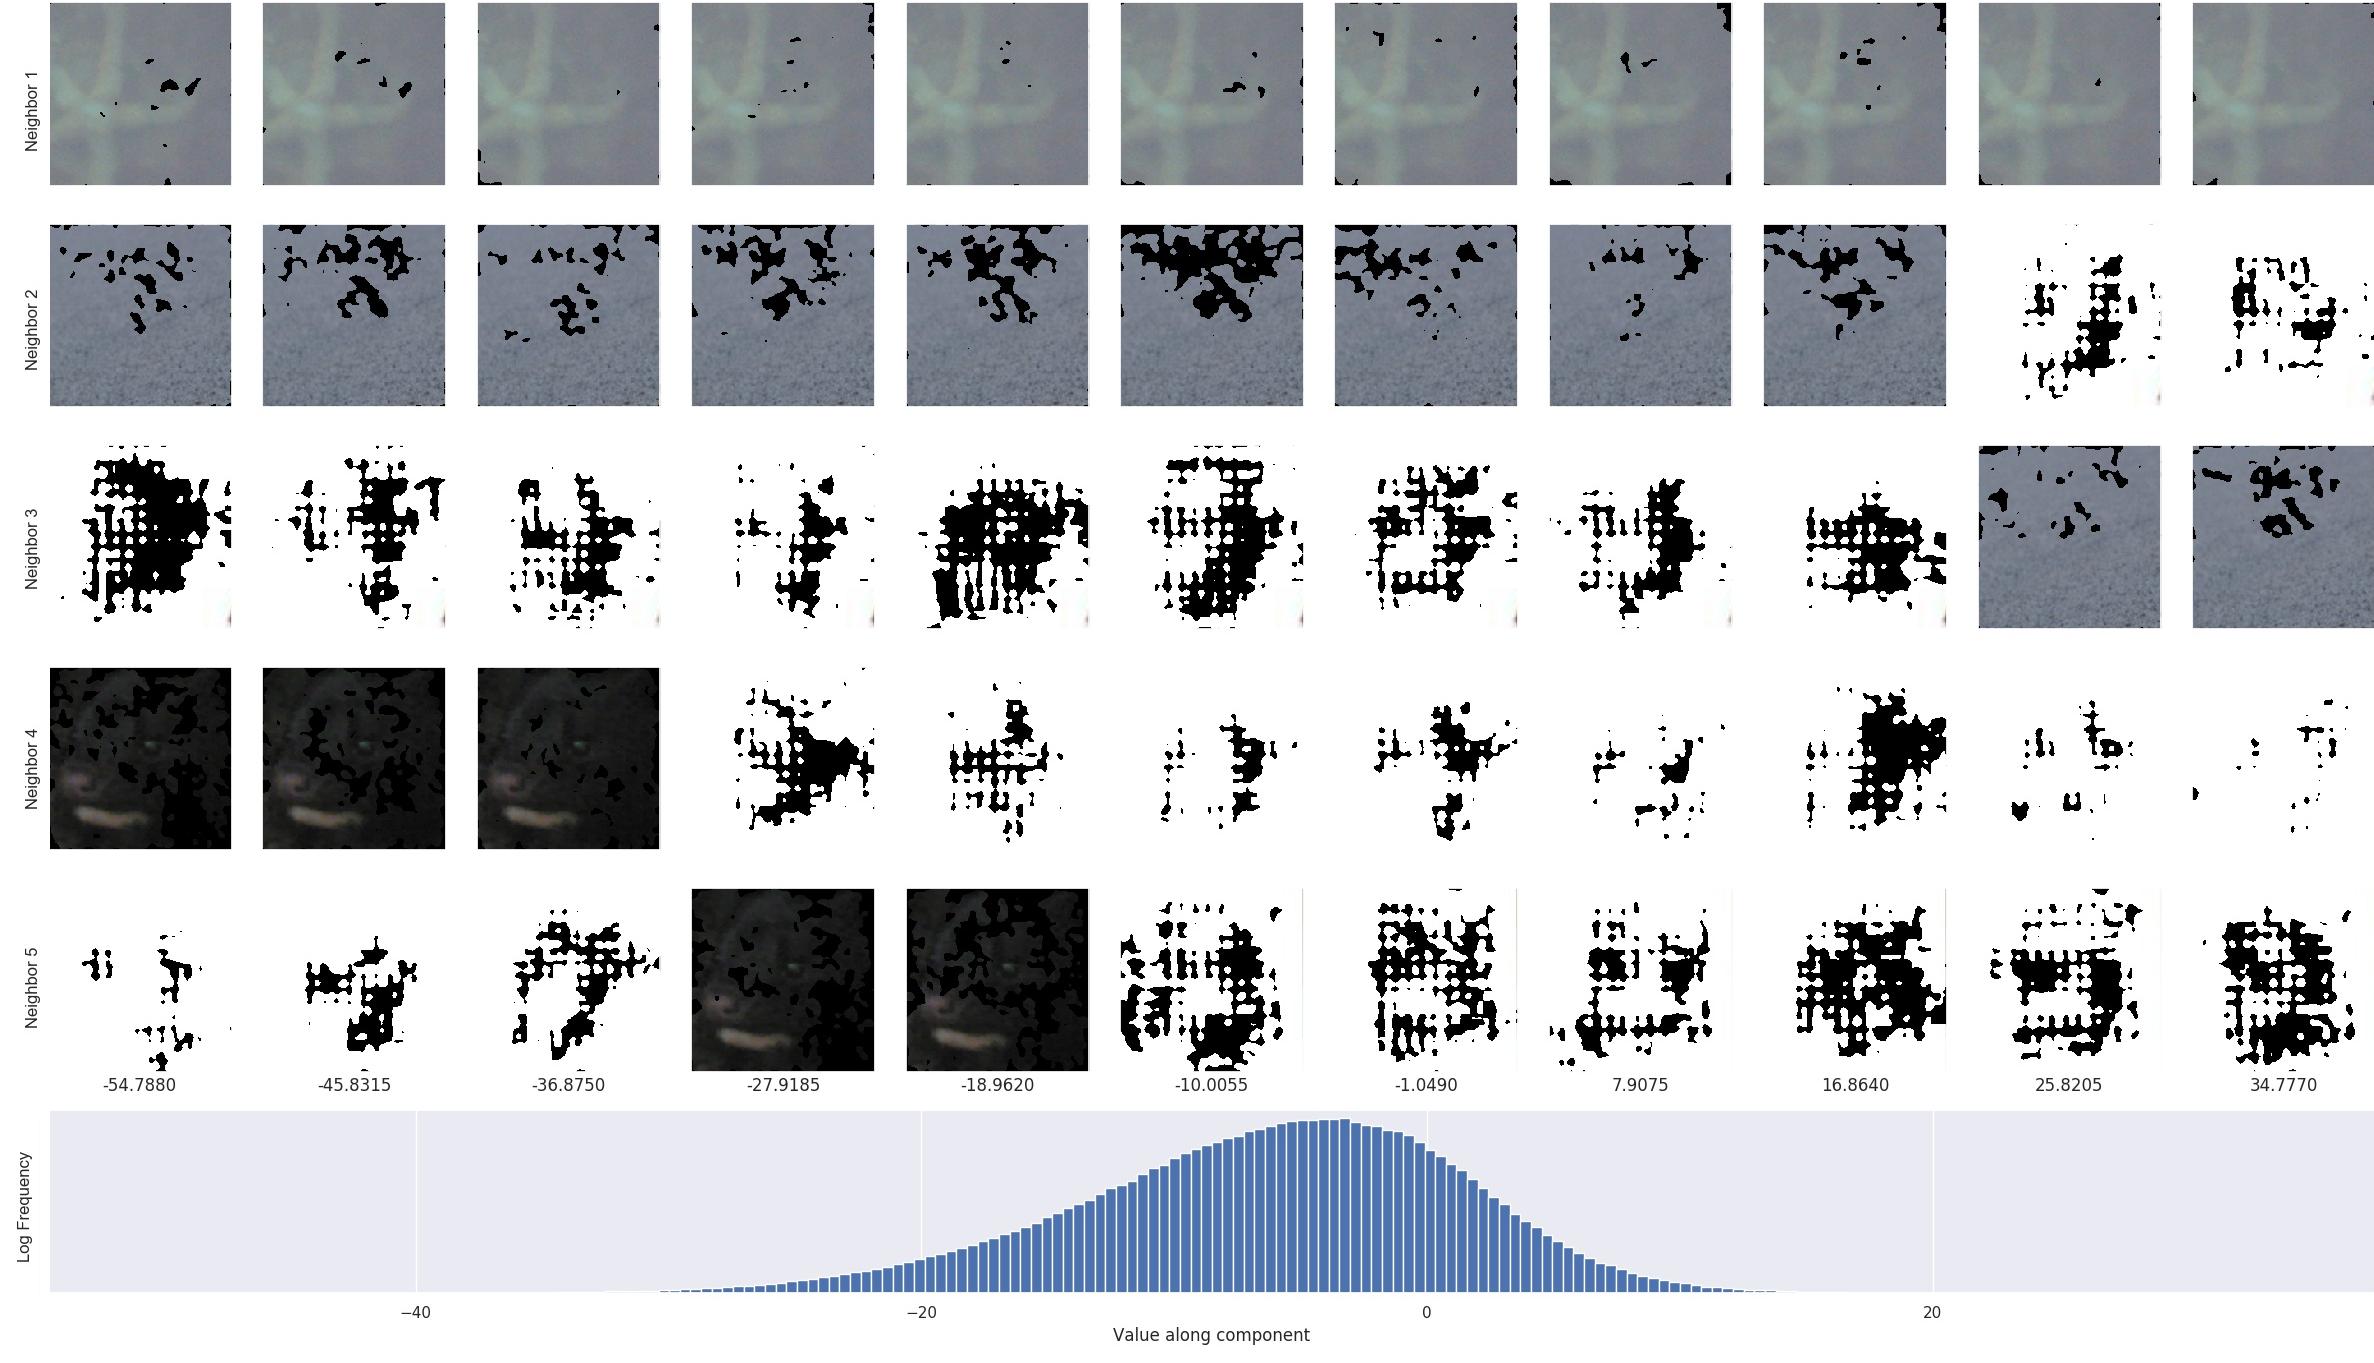 Neighbor 1
Neighbor 2
Neighbor 3
Neighbor 4
Neighbor 5
-54.7880 -45.8315 -36.8750 -27.9185 -18.9620 -10.0055 -1.0490 7.9075 16.8640 25.8205 34.7770
Log Frequency
−40 −20 0 20
Value along component